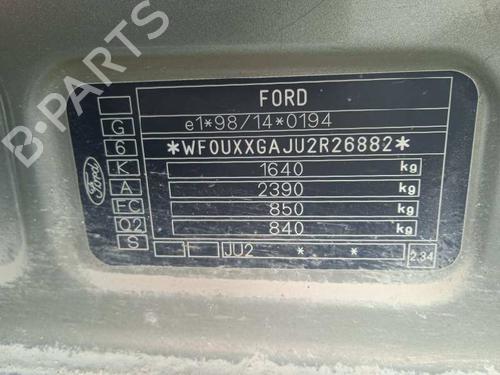 B-PARTS
FORD
G e1*98/14*0194
6 *WF0UXXGAJU2R26882*
K 1640 kg
A 2390 kg
FC 850 kg
Q2 840 kg
S JU2 * * 2.34
Ford